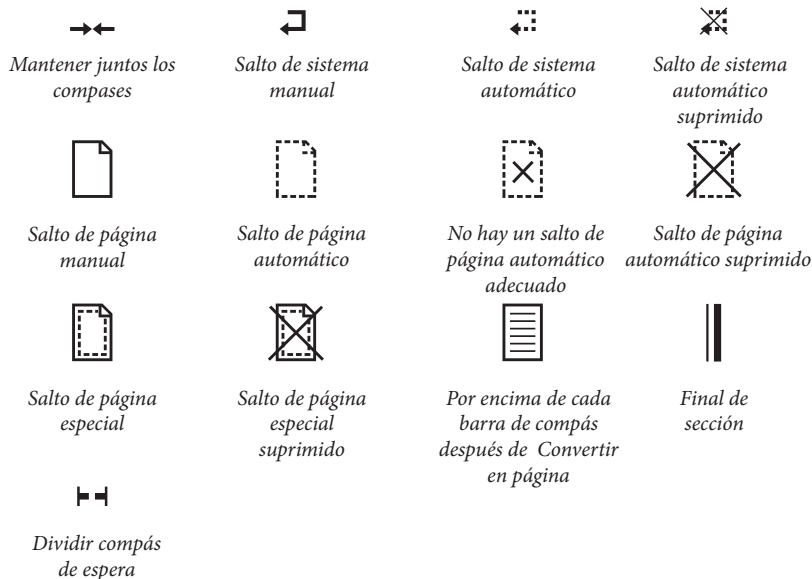 Mantener juntos los
compases
Salto de sistema
manual
Salto de sistema
automático
Salto de sistema
automático
suprimido
Salto de página
manual
Salto de página
automático
No hay un salto de
página automático
adecuado
Salto de página
automático suprimido
Salto de página
especial
Salto de página
especial
suprimido
Por encima de cada
barra de compás
después de  Convertir
en página
Final de
sección
Dividir compás
de espera